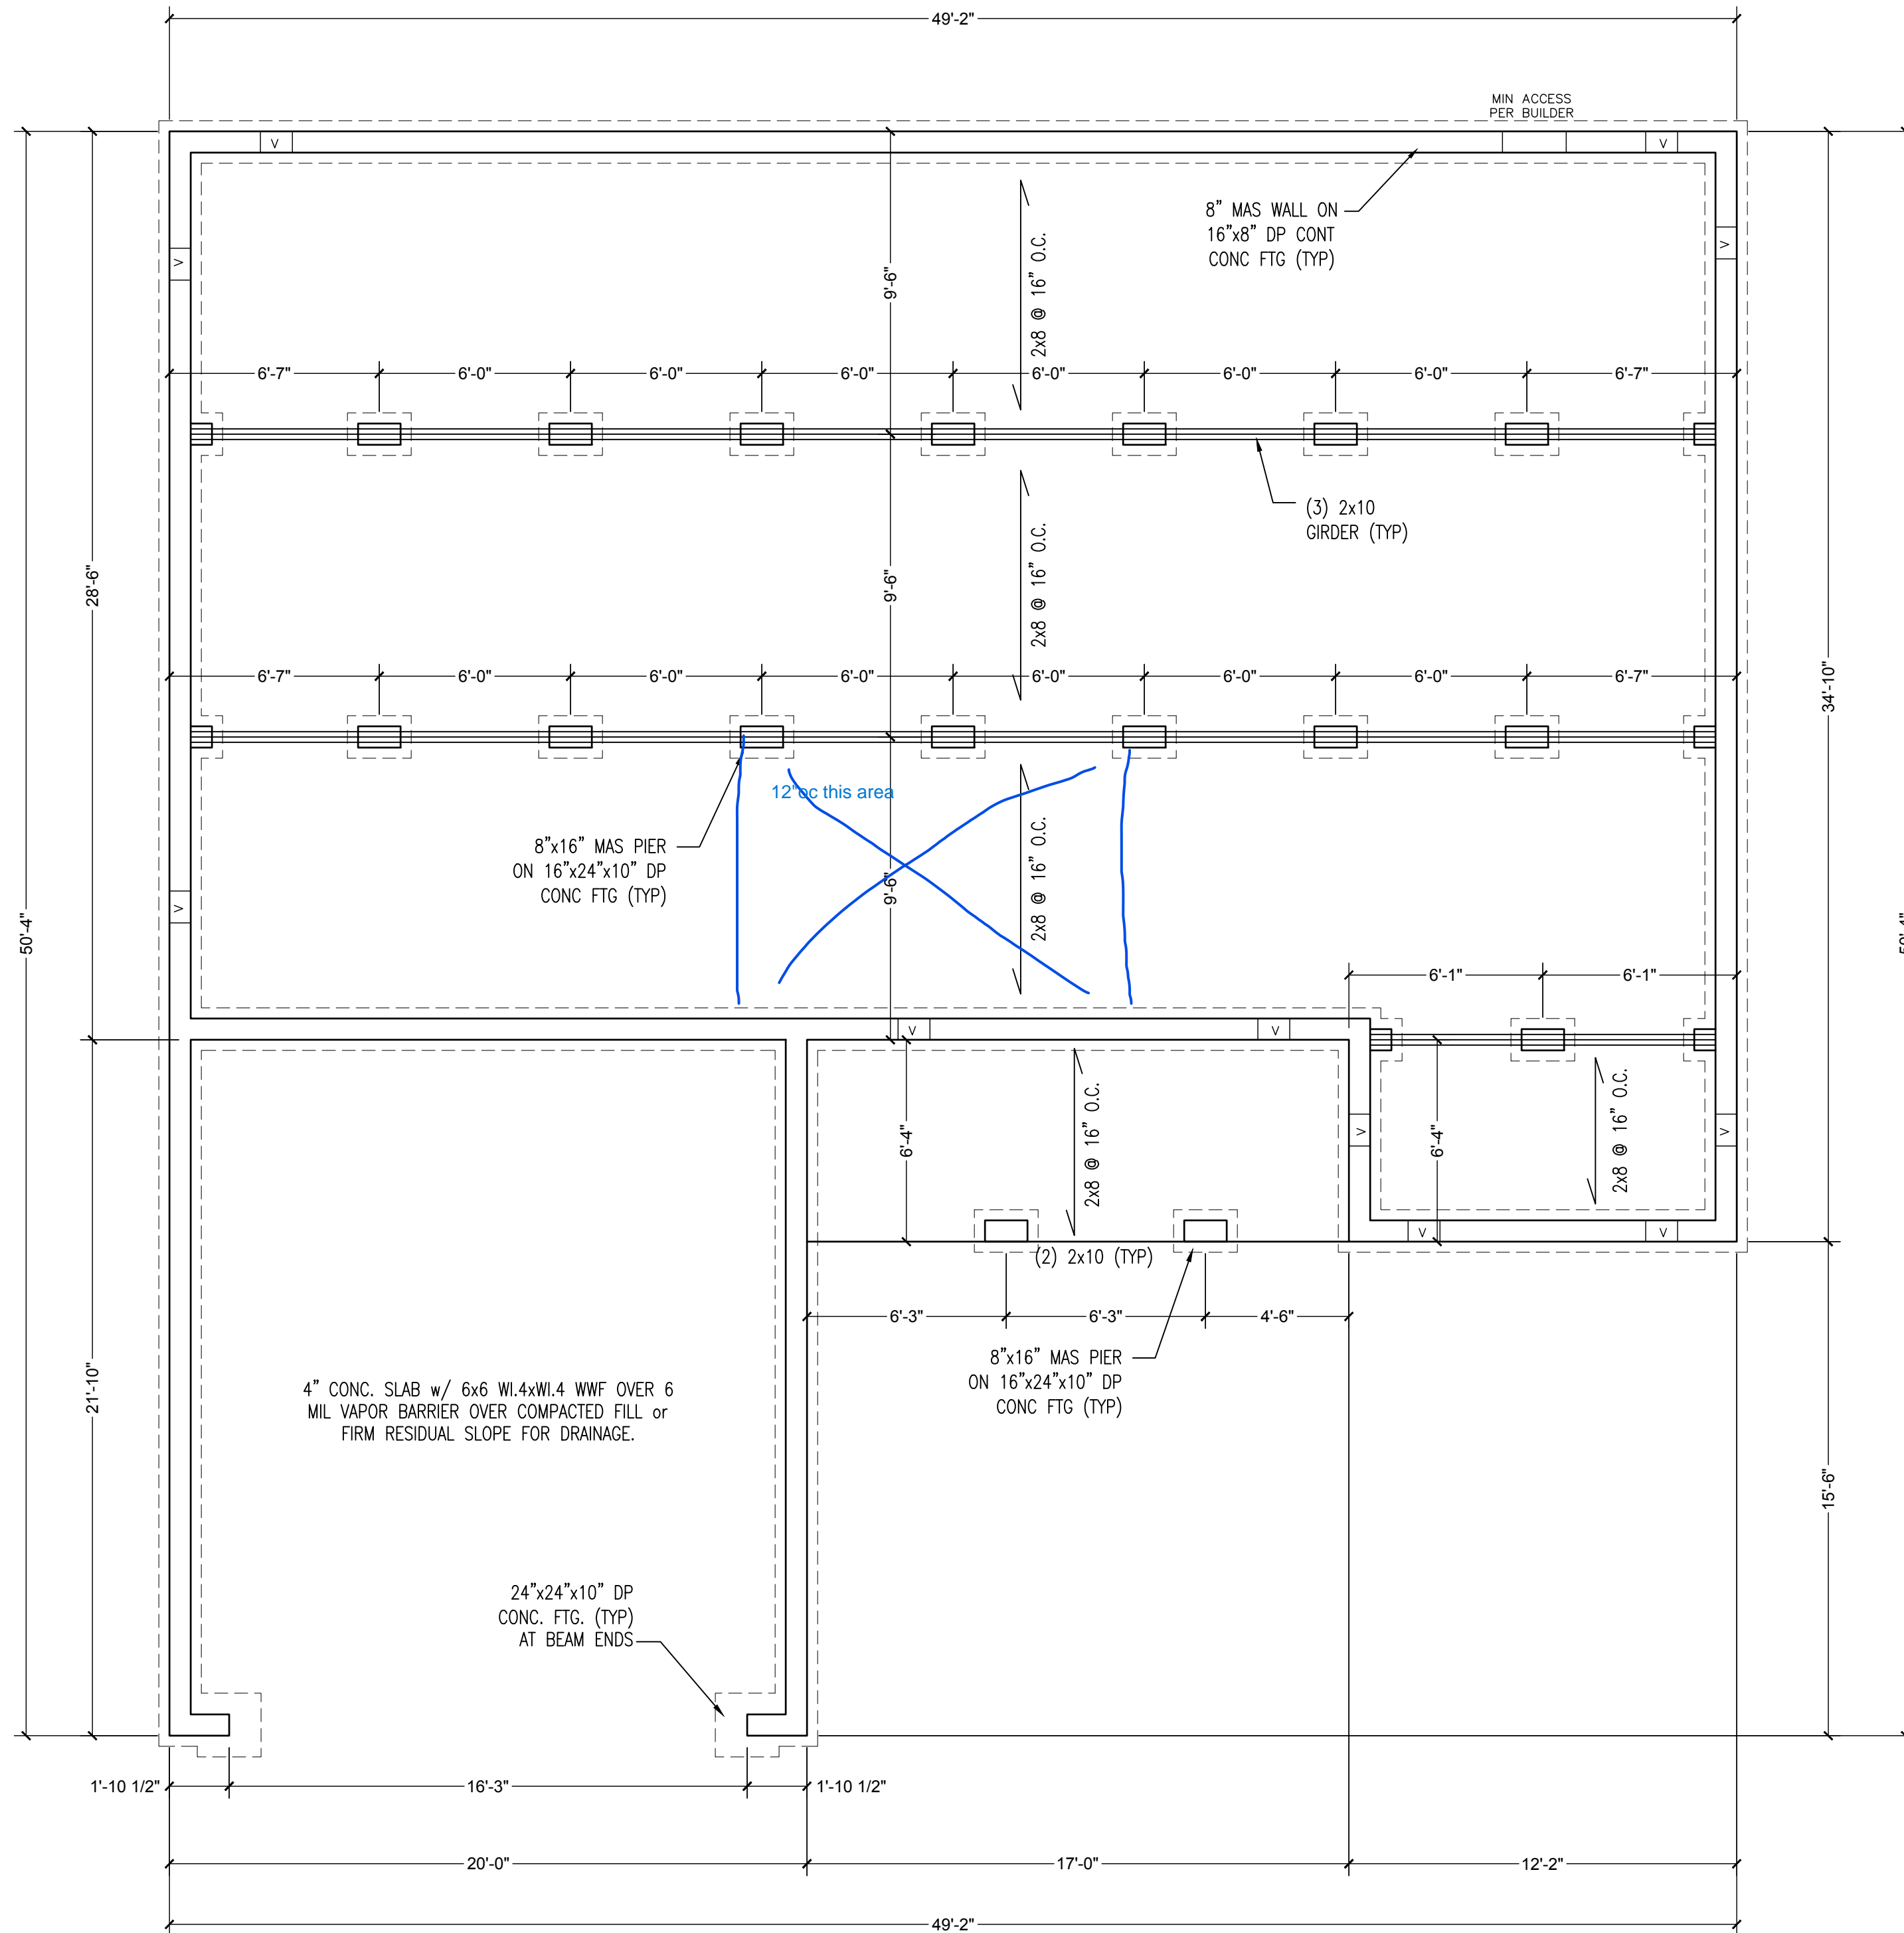 49'-2"
MIN ACCESS
PER BUILDER
V
V
8" MAS WALL ON
16"x8" DP CONT
CONC FTG (TYP)
V
V
2x8 @ 16" O.C.
9'-6"
6'-7"
6'-0"
6'-0"
6'-0"
6'-0"
6'-0"
6'-0"
6'-7"
(3) 2x10
GIRDER (TYP)
28'-6"
9'-6"
2x8 @ 16" O.C.
34'-10"
6'-7"
6'-0"
6'-0"
6'-0"
6'-0"
6'-0"
6'-0"
6'-7"
12"oc this area
8"x16" MAS PIER
ON 16"x24"x10" DP
CONC FTG (TYP)
9'-6"
2x8 @ 16" O.C.
V
50'-4"
6'-1"
6'-1"
V
V
6'-4"
2x8 @ 16" O.C.
V
6'-4"
2x8 @ 16" O.C.
V
V
V
(2) 2x10 (TYP)
6'-3"
6'-3"
4'-6"
8"x16" MAS PIER
ON 16"x24"x10" DP
CONC FTG (TYP)
21'-10"
4" CONC. SLAB w/ 6x6 WI.4xWI.4 WWF OVER 6
MIL VAPOR BARRIER OVER COMPACTED FILL or
FIRM RESIDUAL SLOPE FOR DRAINAGE.
15'-6"
24"x24"x10" DP
CONC. FTG. (TYP)
AT BEAM ENDS
1'-10 1/2"
16'-3"
1'-10 1/2"
20'-0"
17'-0"
12'-2"
49'-2"